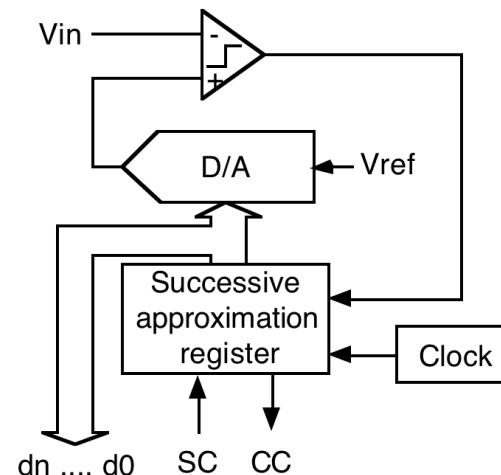 Vin
-
+
D/A
Vref
Successive
approximation
register
Clock
dn .... d0
SC
CC